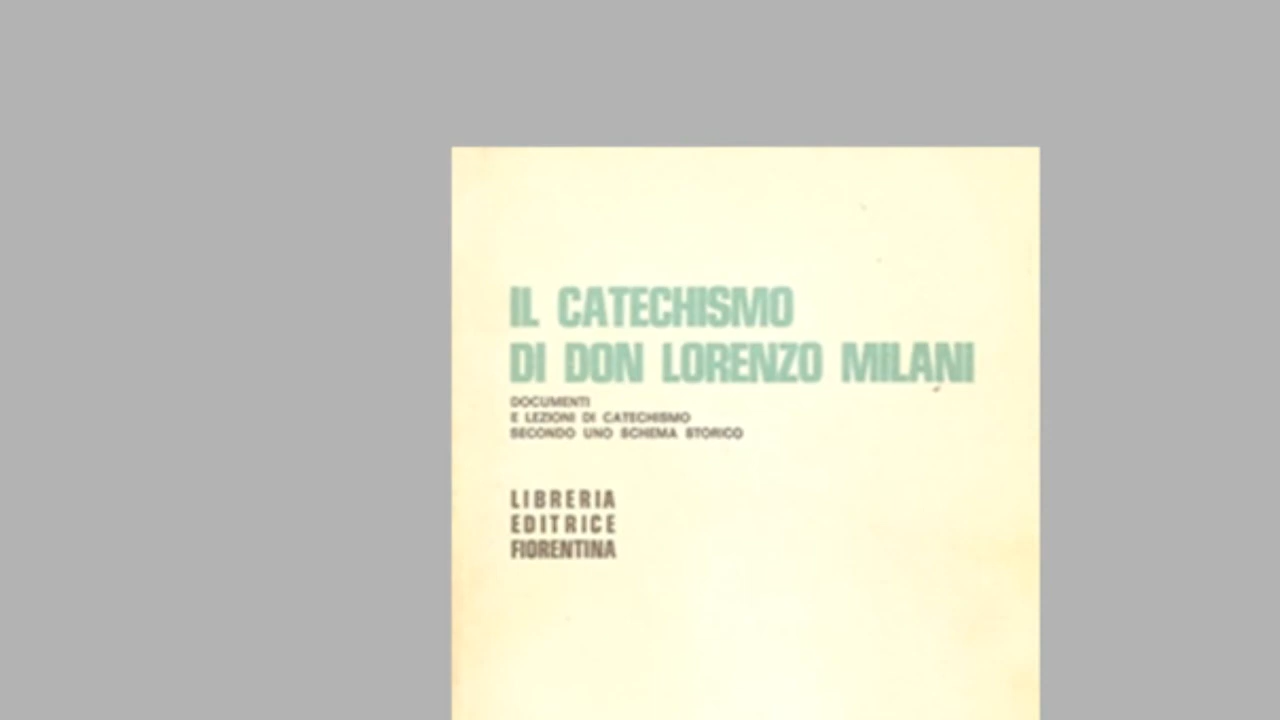 IL CATECHISMO
DI DON LORENZO MILANI
DOCUMENTI
E LEZIONI DI CATECHISMO
SECONDO UNO SCHEMA STORICO
LIBRERIA
EDITRICE
FIORENTINA